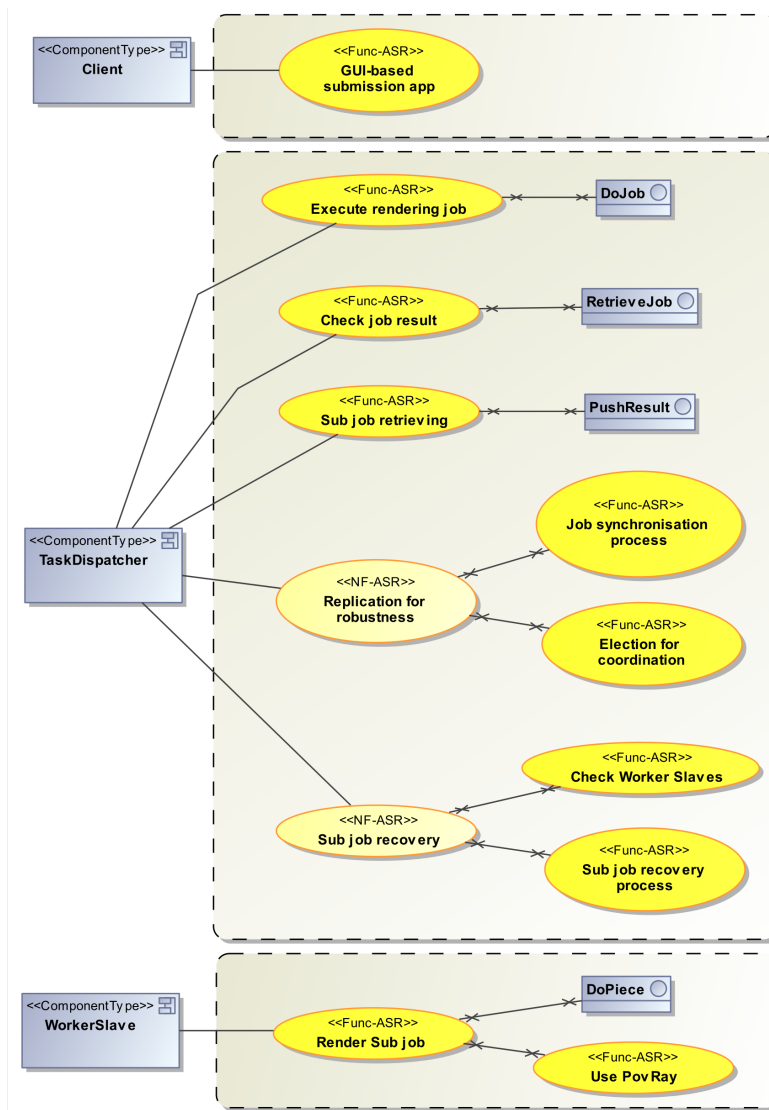 <<ComponentType>>
Client
<<Func-ASR>>
GUI-based
submission app
<<Func-ASR>>
Execute rendering job
DoJob
<<Func-ASR>>
Check job result
RetrieveJob
<<Func-ASR>>
Sub job retrieving
PushResult
<<Func-ASR>>
Job synchronisation
process
<<ComponentType>>
TaskDispatcher
<<NF-ASR>>
Replication for
robustness
<<Func-ASR>>
Election for
coordination
<<Func-ASR>>
Check Worker Slaves
<<NF-ASR>>
Sub job recovery
<<Func-ASR>>
Sub job recovery
process
<<ComponentType>>
WorkerSlave
<<Func-ASR>>
Render Sub job
DoPiece
<<Func-ASR>>
Use PovRay